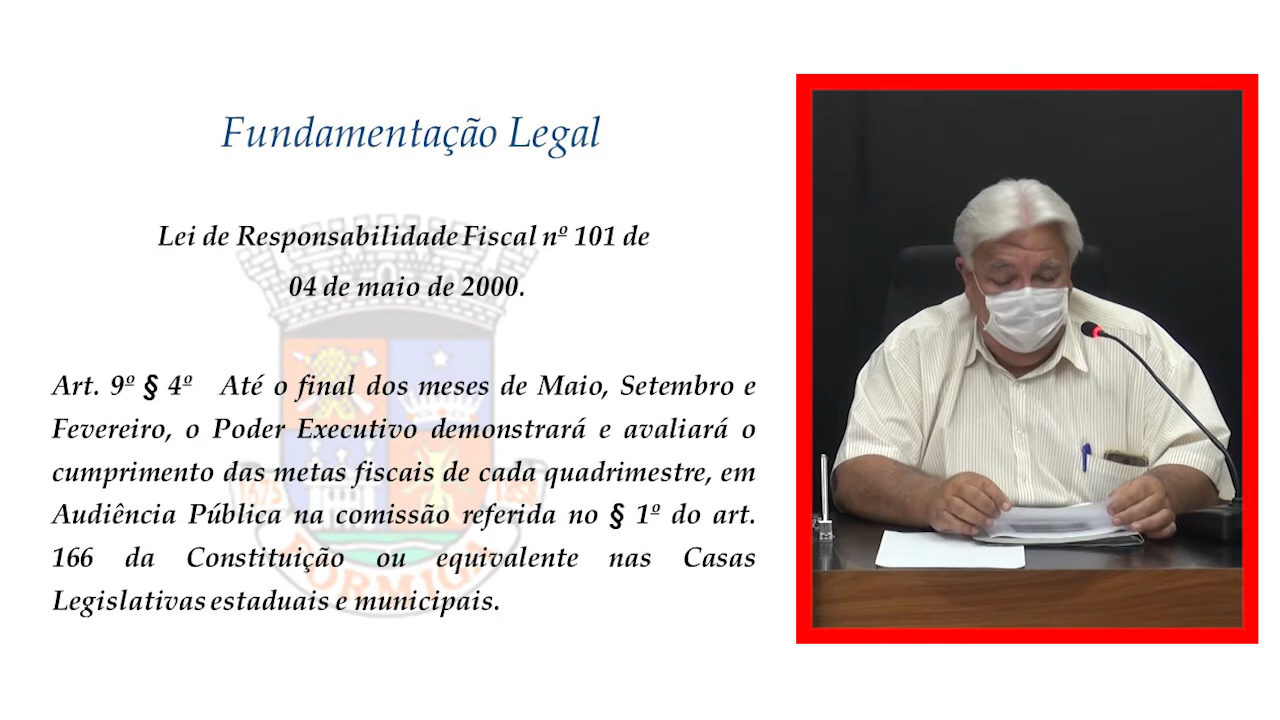 Fundamentação Legal
Lei de Responsabilidade Fiscal nº 101 de
04 de maio de 2000.
Art. 9º § 4º Até o final dos meses de Maio, Setembro e
Fevereiro, o Poder Executivo demonstrará e avaliará o
cumprimento das metas fiscais de cada quadrimestre, em
Audiência Pública na comissão referida no § 1º do art.
166 da Constituição ou equivalente nas Casas
Legislativas estaduais e municipais.
FORMIGA